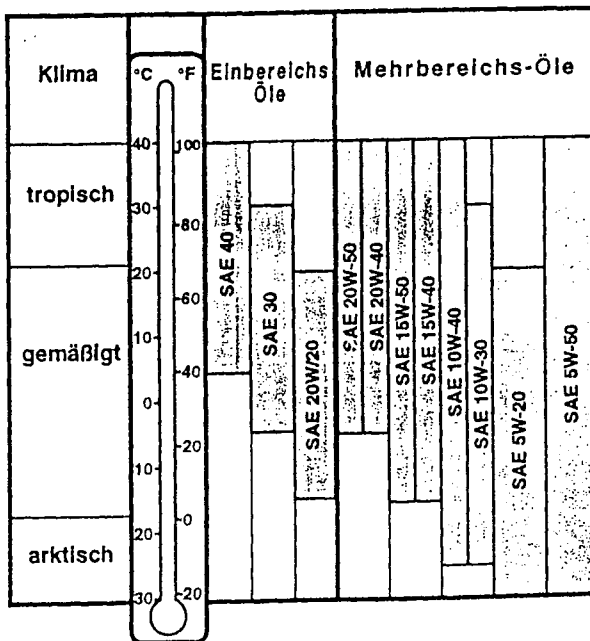 Klima
°C
°F
Einbereichs
Öle
Mehrbereichs-Öle
40
100
tropisch
30
80
20
60
gemäßigt
10
40
0
20
10
0
20
arktisch
30
-20
SAE 40
SAE 30
SAE 20W/20
SAE 20W-50
SAE 20W-40
SAE 15W-50
SAE 15W-40
SAE 10W-40
SAE 10W-30
SAE 5W-20
SAE 5W-50